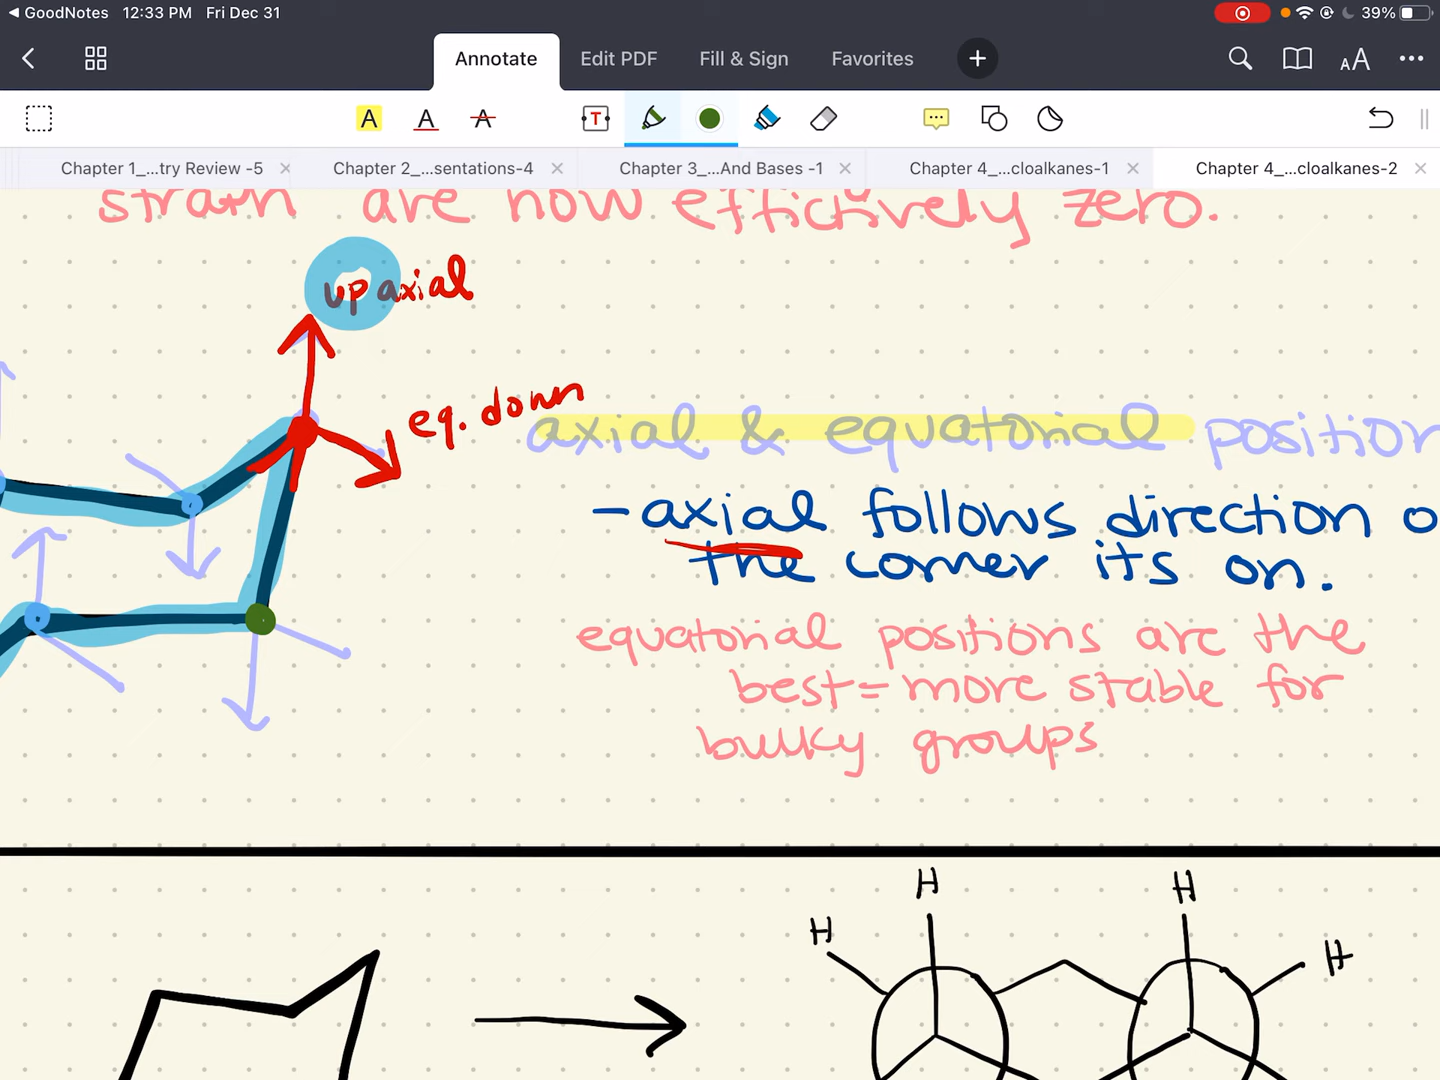 GoodNotes 12:33 PM Fri Dec 31 39%
Annotate Edit PDF Fill & Sign Favorites
AA
A A A T
Chapter 1_...try Review -5 Chapter 2_...sentations-4 Chapter 3_...And Bases -1 Chapter 4_...cloalkanes-1 Chapter 4_...cloalkanes-2
strain are now effictively zero.
up axial
eq. down
axial & equatorial position
- axial follows direction o
the corner its on.
equatorial positions are the
best = more stable for
bulky groups
H H
H H